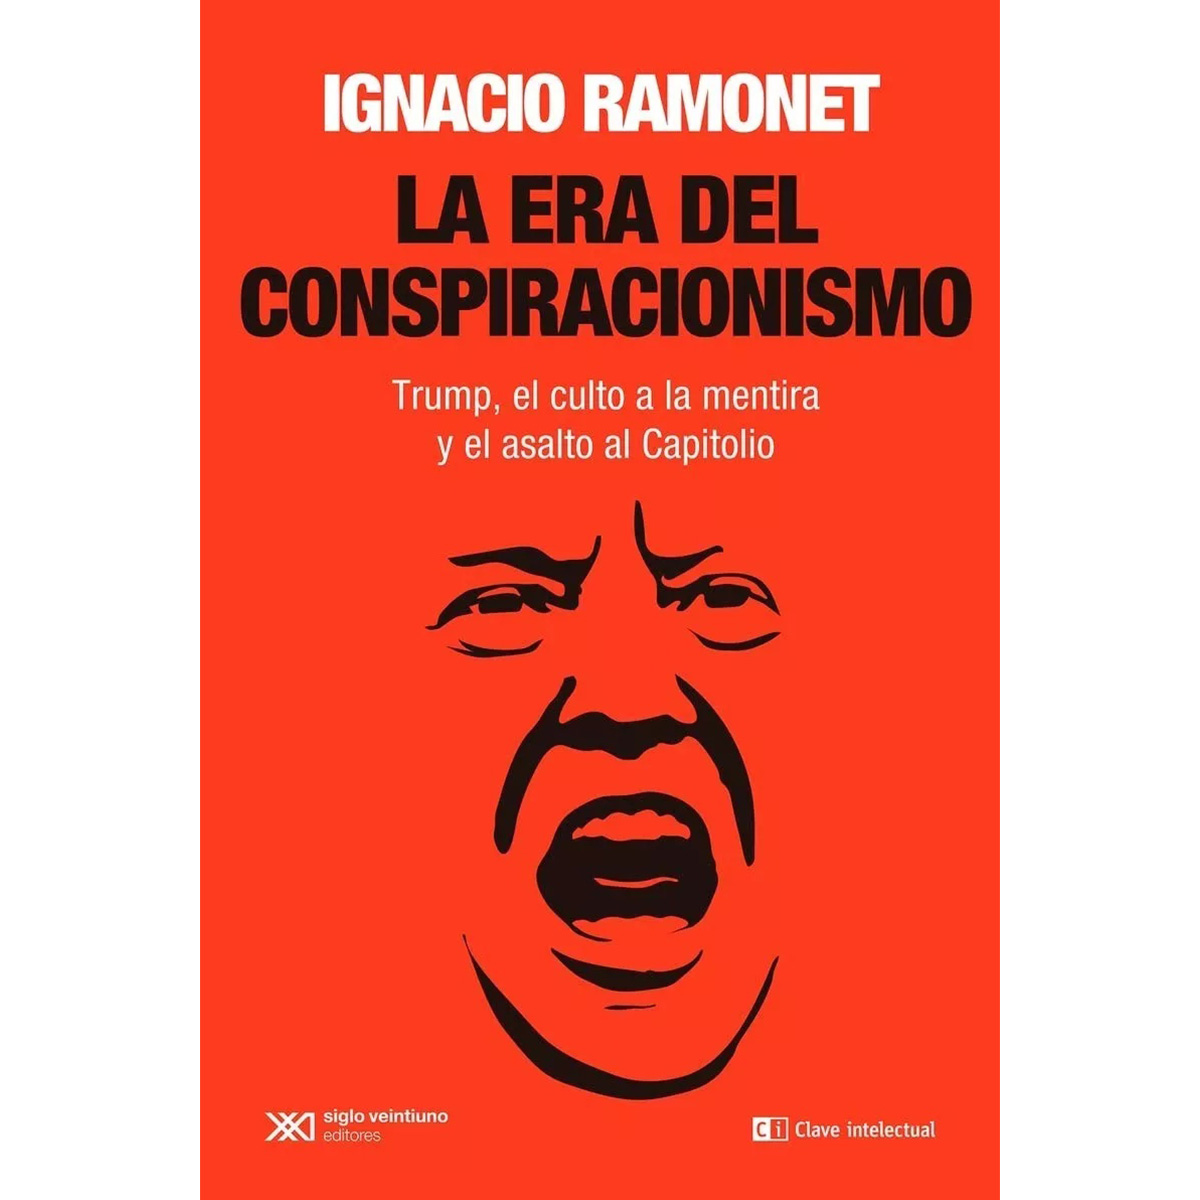 IGNACIO RAMONET
LA ERA DEL
CONSPIRACIONISMO
Trump, el culto a la mentira
y el asalto al Capitolio
siglo veintiuno
editores
Ci Clave intelectual